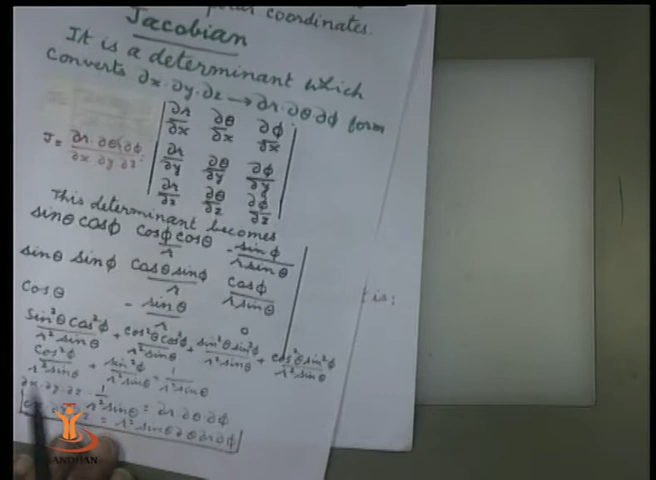 polar coordinates.
Jacobian
It is a determinant which
converts ∂x.∂y.∂z → ∂r.∂θ∂φ form
J = ∂r.∂θ∂φ / ∂x ∂y ∂z = | ∂r/∂x ∂θ/∂x ∂φ/∂x
∂r/∂y ∂θ/∂y ∂φ/∂y
∂r/∂z ∂θ/∂z ∂φ/∂z |
This determinant becomes
sinθ cosφ cosφ cosθ/r -sinφ/r sinθ
sinθ sinφ cosθ sinφ/r cosφ/r sinθ
cosθ - sinθ/r 0
sin²θ cos²φ/r² sinθ + cos²θ cos²φ/r² sinθ + sin²θ sin²φ/r² sinθ + cos²θ sin²φ/r² sinθ
cos²φ/r² sinθ + sin²φ/r² sinθ = 1/r² sinθ
∂x.∂y.∂z . 1/r² sinθ = ∂r.∂θ ∂φ
= r² sinθ ∂θ ∂r ∂φ
t is: